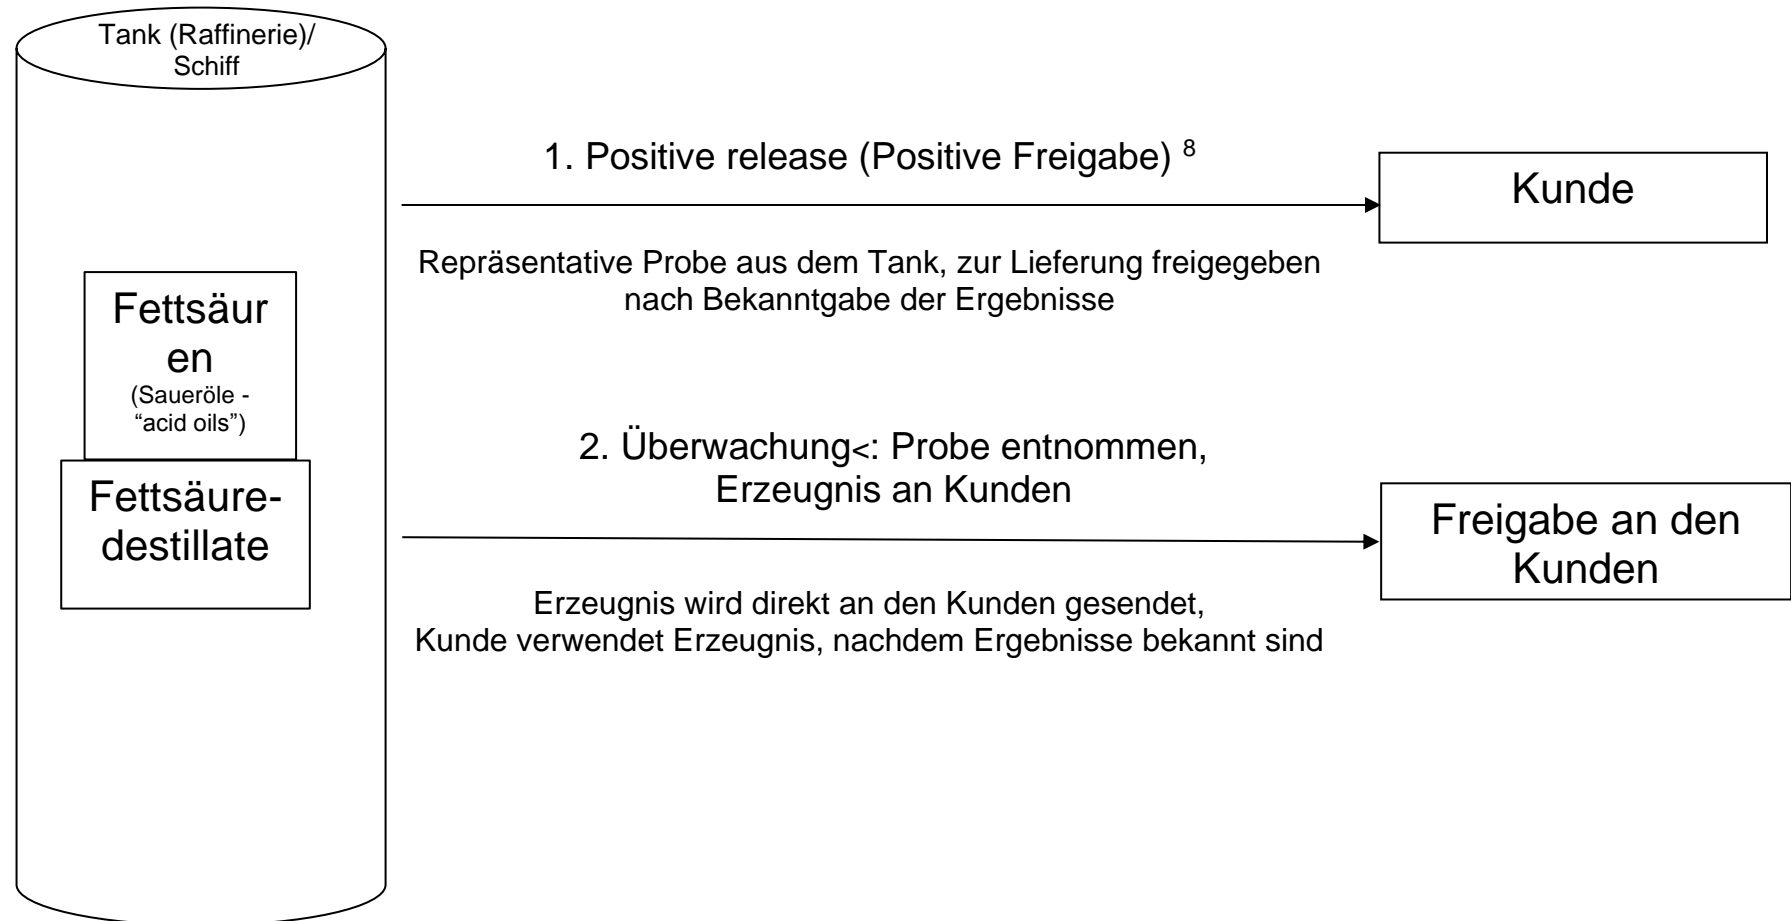 Tank (Raffinerie)/
Schiff
1. Positive release (Positive Freigabe) ⁸
Kunde
Repräsentative Probe aus dem Tank, zur Lieferung freigegeben
nach Bekanntgabe der Ergebnisse
Fettsäur
en
(Saueröle -
“acid oils”)
Fettsäure-
destillate
2. Überwachung<: Probe entnommen,
Erzeugnis an Kunden
Freigabe an den
Kunden
Erzeugnis wird direkt an den Kunden gesendet,
Kunde verwendet Erzeugnis, nachdem Ergebnisse bekannt sind